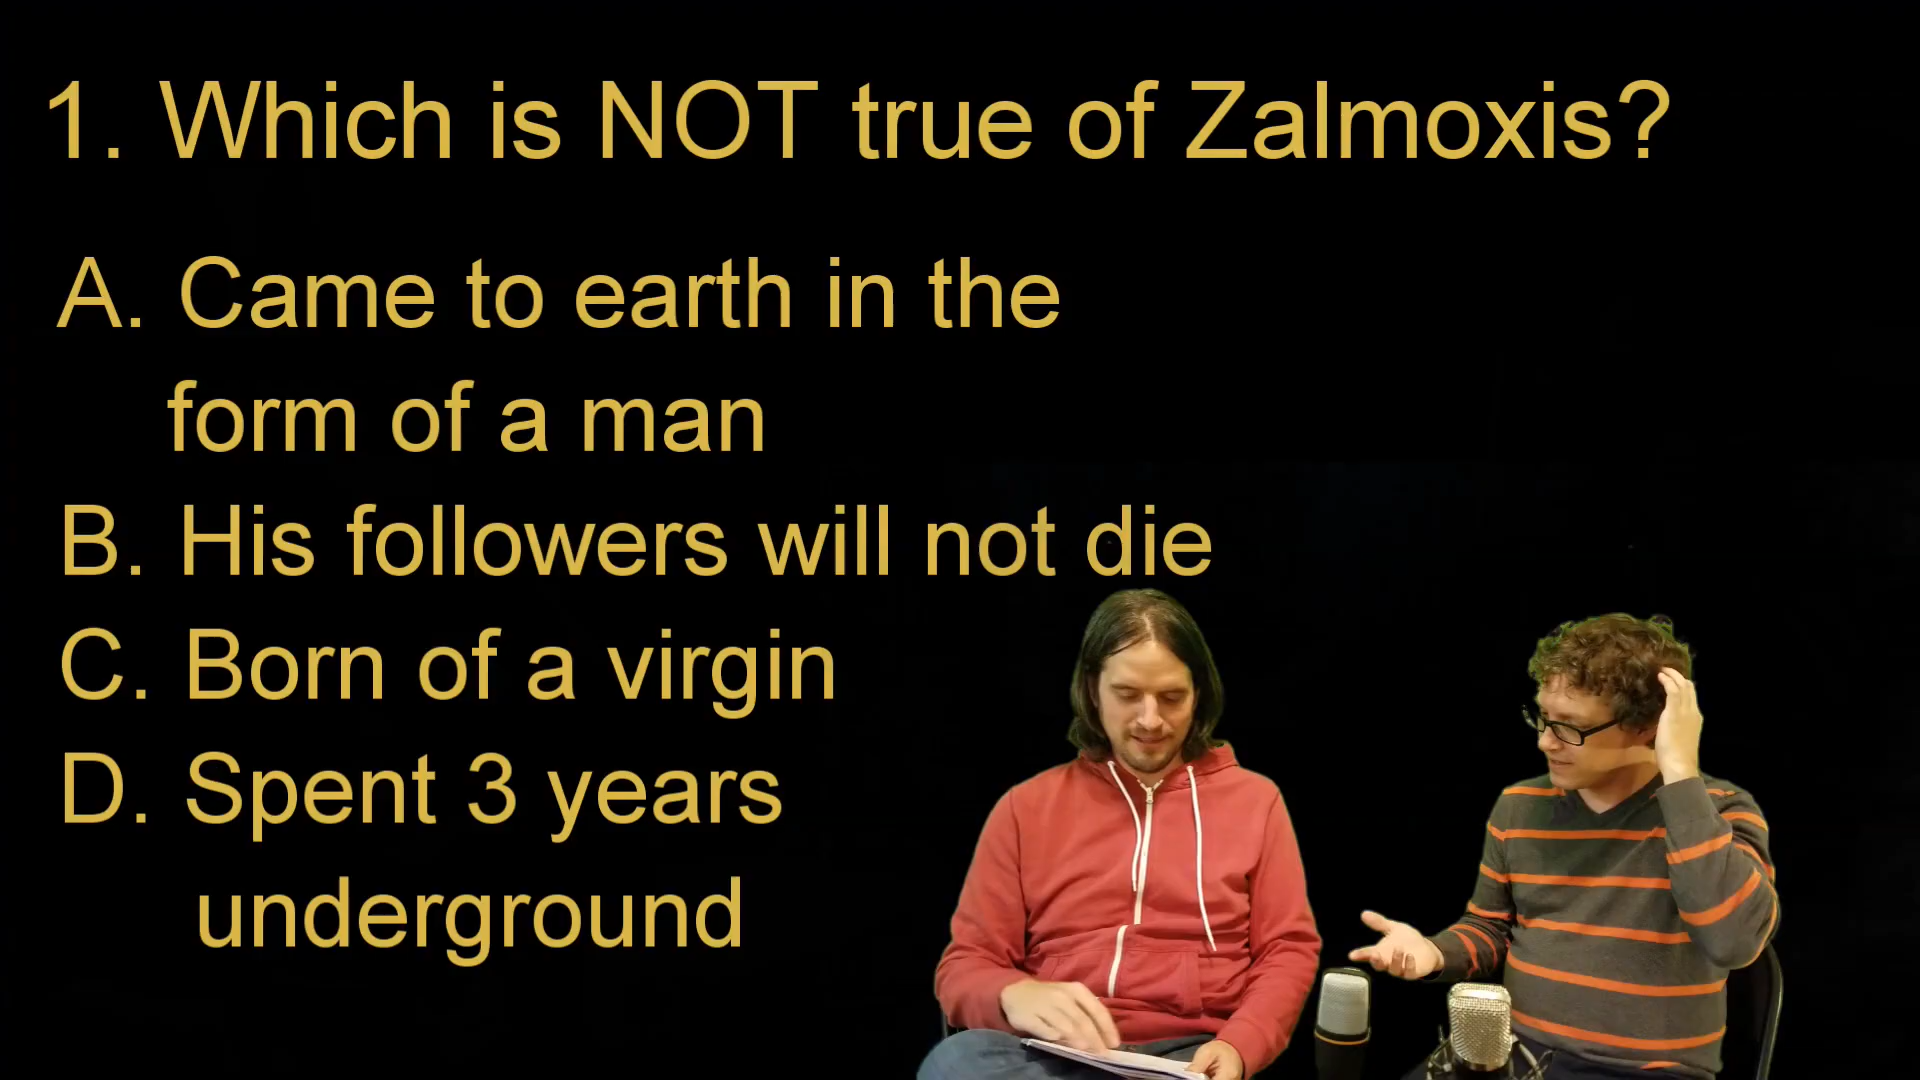 1. Which is NOT true of Zalmoxis?
A. Came to earth in the
form of a man
B. His followers will not die
C. Born of a virgin
D. Spent 3 years
underground